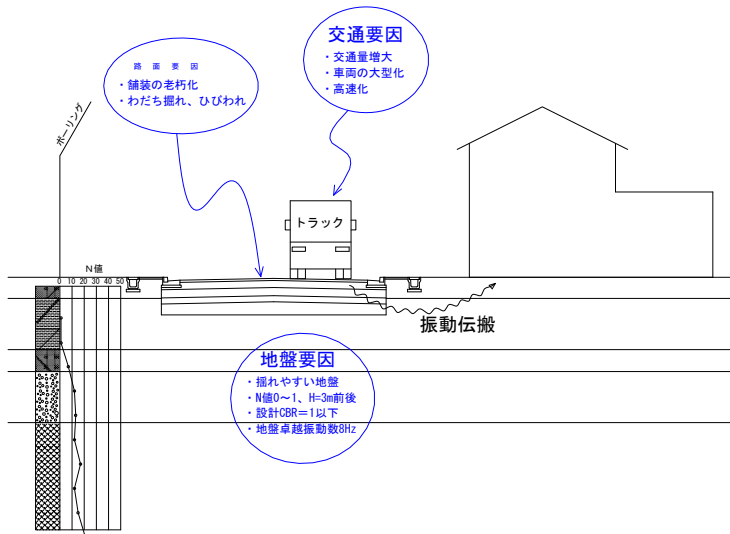 交通要因
・交通量増大
・車両の大型化
・高速化
路面要因
・舗装の老朽化
・わだち掘れ、ひびわれ
ボーリング
トラック
N値
0 10 20 30 40 50
振動伝搬
地盤要因
・揺れやすい地盤
・N値0～1、H=3m前後
・設計CBR＝1以下
・地盤卓越振動数8Hz